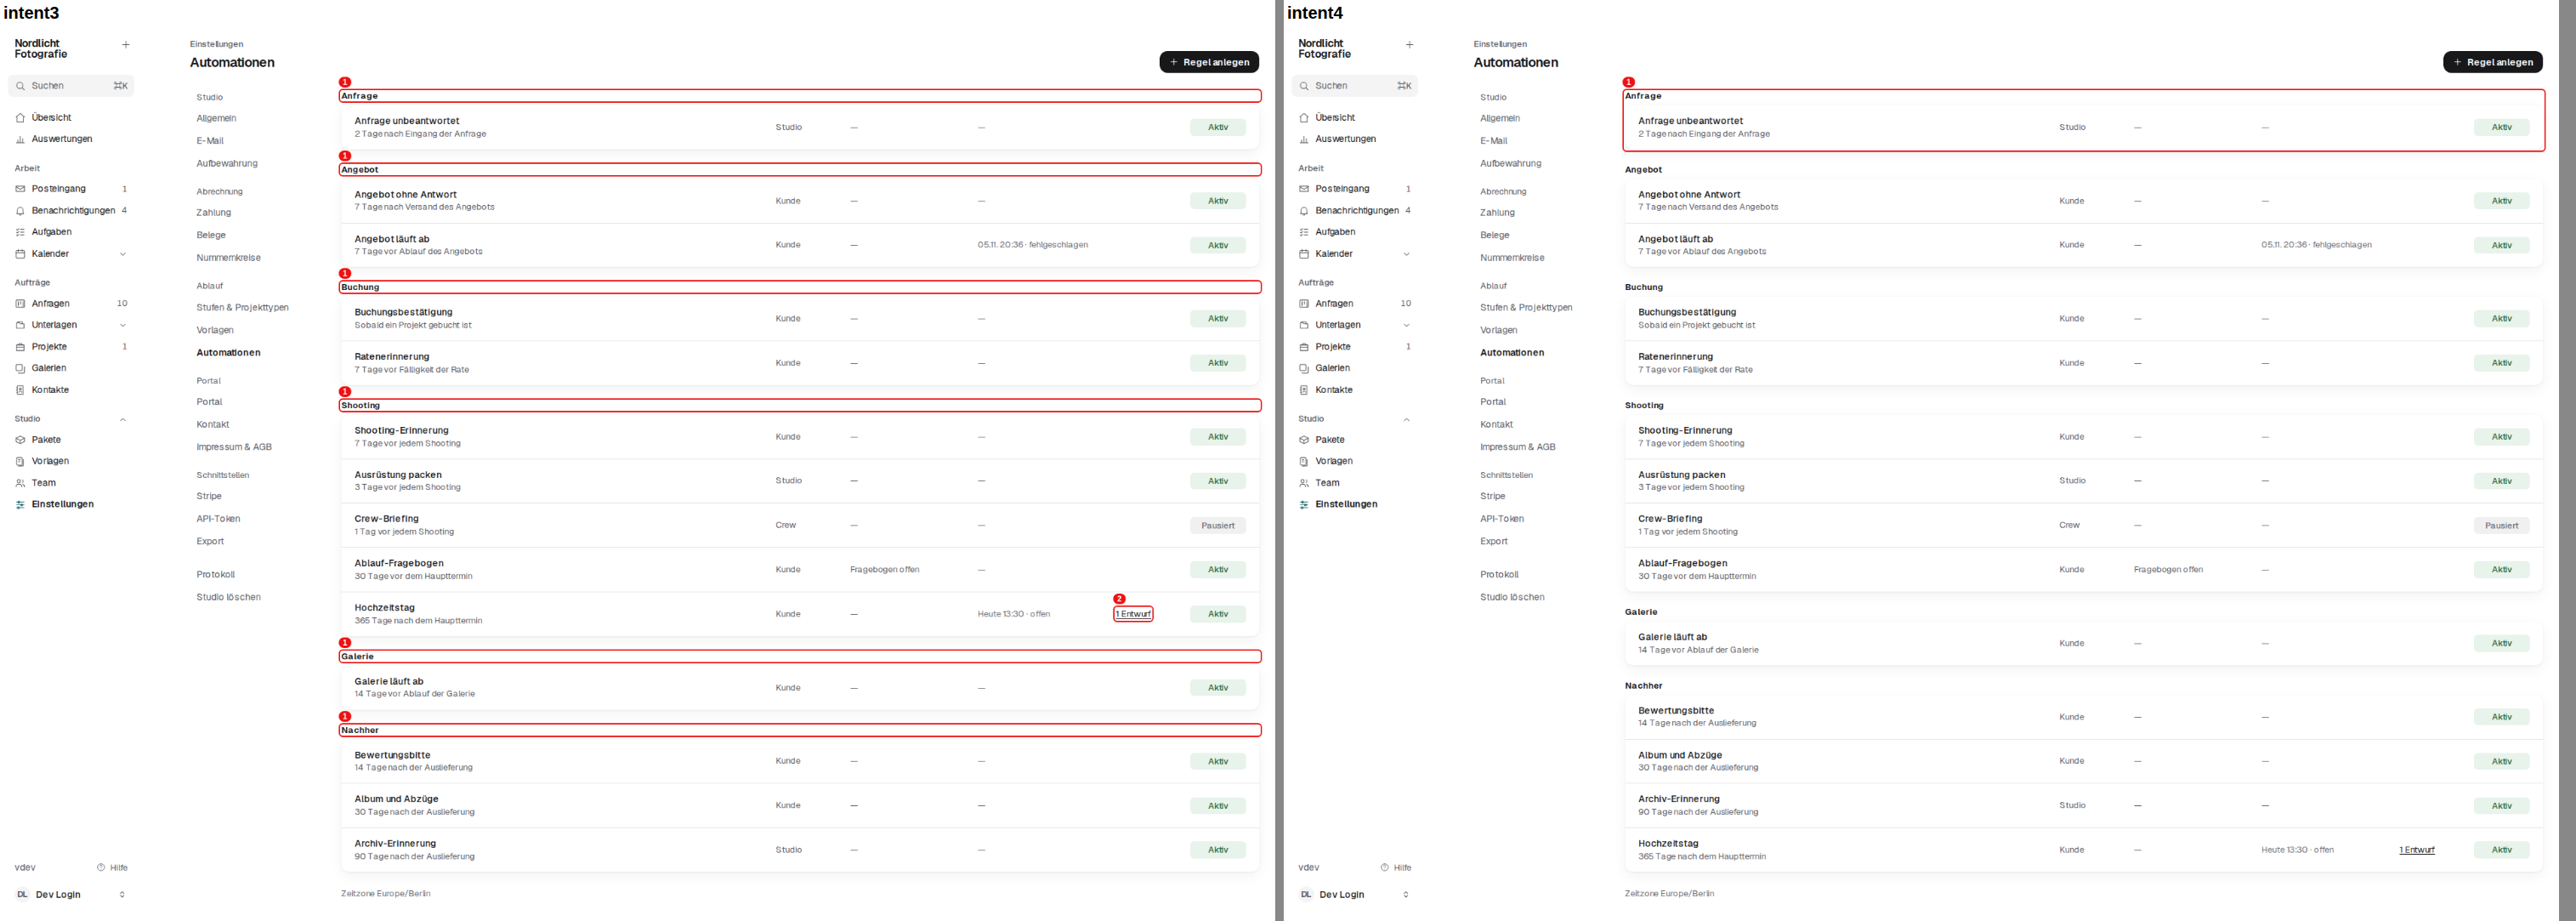 intent3
Nordlicht
Fotografie
Suchen ⌘K
Übersicht
Auswertungen
Arbeit
Posteingang 1
Benachrichtigungen 4
Aufgaben
Kalender
Aufträge
Anfragen 10
Unterlagen
Projekte 1
Galerien
Kontakte
Studio
Pakete
Vorlagen
Team
Einstellungen
vdev
Hilfe
DL Dev Login
Einstellungen
Automationen
Studio
Allgemein
E-Mail
Aufbewahrung
Abrechnung
Zahlung
Belege
Nummernkreise
Ablauf
Stufen & Projekttypen
Vorlagen
Automationen
Portal
Portal
Kontakt
Impressum & AGB
Schnittstellen
Stripe
API-Token
Export
Protokoll
Studio löschen
+ Regel anlegen
1
Anfrage
Anfrage unbeantwortet
2 Tage nach Eingang der Anfrage
Studio — — Aktiv
1
Angebot
Angebot ohne Antwort
7 Tage nach Versand des Angebots
Kunde — — Aktiv
Angebot läuft ab
7 Tage vor Ablauf des Angebots
Kunde — 05.11. 20:36 · fehlgeschlagen Aktiv
1
Buchung
Buchungsbestätigung
Sobald ein Projekt gebucht ist
Kunde — — Aktiv
Ratenerinnerung
7 Tage vor Fälligkeit der Rate
Kunde — — Aktiv
1
Shooting
Shooting-Erinnerung
7 Tage vor jedem Shooting
Kunde — — Aktiv
Ausrüstung packen
3 Tage vor jedem Shooting
Studio — — Aktiv
Crew-Briefing
1 Tag vor jedem Shooting
Crew — — Pausiert
Ablauf-Fragebogen
30 Tage vor dem Haupttermin
Kunde Fragebogen offen — Aktiv
Hochzeitstag
365 Tage nach dem Haupttermin
Kunde — Heute 13:30 · offen 2 1 Entwurf Aktiv
1
Galerie
Galerie läuft ab
14 Tage vor Ablauf der Galerie
Kunde — — Aktiv
1
Nachher
Bewertungsbitte
14 Tage nach der Auslieferung
Kunde — — Aktiv
Album und Abzüge
30 Tage nach der Auslieferung
Kunde — — Aktiv
Archiv-Erinnerung
90 Tage nach der Auslieferung
Studio — — Aktiv
Zeitzone Europe/Berlin
intent4
Nordlicht
Fotografie
Suchen ⌘K
Übersicht
Auswertungen
Arbeit
Posteingang 1
Benachrichtigungen 4
Aufgaben
Kalender
Aufträge
Anfragen 10
Unterlagen
Projekte 1
Galerien
Kontakte
Studio
Pakete
Vorlagen
Team
Einstellungen
vdev
Hilfe
DL Dev Login
Einstellungen
Automationen
Studio
Allgemein
E-Mail
Aufbewahrung
Abrechnung
Zahlung
Belege
Nummernkreise
Ablauf
Stufen & Projekttypen
Vorlagen
Automationen
Portal
Portal
Kontakt
Impressum & AGB
Schnittstellen
Stripe
API-Token
Export
Protokoll
Studio löschen
+ Regel anlegen
1
Anfrage
Anfrage unbeantwortet
2 Tage nach Eingang der Anfrage
Studio — — Aktiv
Angebot
Angebot ohne Antwort
7 Tage nach Versand des Angebots
Kunde — — Aktiv
Angebot läuft ab
7 Tage vor Ablauf des Angebots
Kunde — 05.11. 20:36 · fehlgeschlagen Aktiv
Buchung
Buchungsbestätigung
Sobald ein Projekt gebucht ist
Kunde — — Aktiv
Ratenerinnerung
7 Tage vor Fälligkeit der Rate
Kunde — — Aktiv
Shooting
Shooting-Erinnerung
7 Tage vor jedem Shooting
Kunde — — Aktiv
Ausrüstung packen
3 Tage vor jedem Shooting
Studio — — Aktiv
Crew-Briefing
1 Tag vor jedem Shooting
Crew — — Pausiert
Ablauf-Fragebogen
30 Tage vor dem Haupttermin
Kunde Fragebogen offen — Aktiv
Galerie
Galerie läuft ab
14 Tage vor Ablauf der Galerie
Kunde — — Aktiv
Nachher
Bewertungsbitte
14 Tage nach der Auslieferung
Kunde — — Aktiv
Album und Abzüge
30 Tage nach der Auslieferung
Kunde — — Aktiv
Archiv-Erinnerung
90 Tage nach der Auslieferung
Studio — — Aktiv
Hochzeitstag
365 Tage nach dem Haupttermin
Kunde — Heute 13:30 · offen 1 Entwurf Aktiv
Zeitzone Europe/Berlin